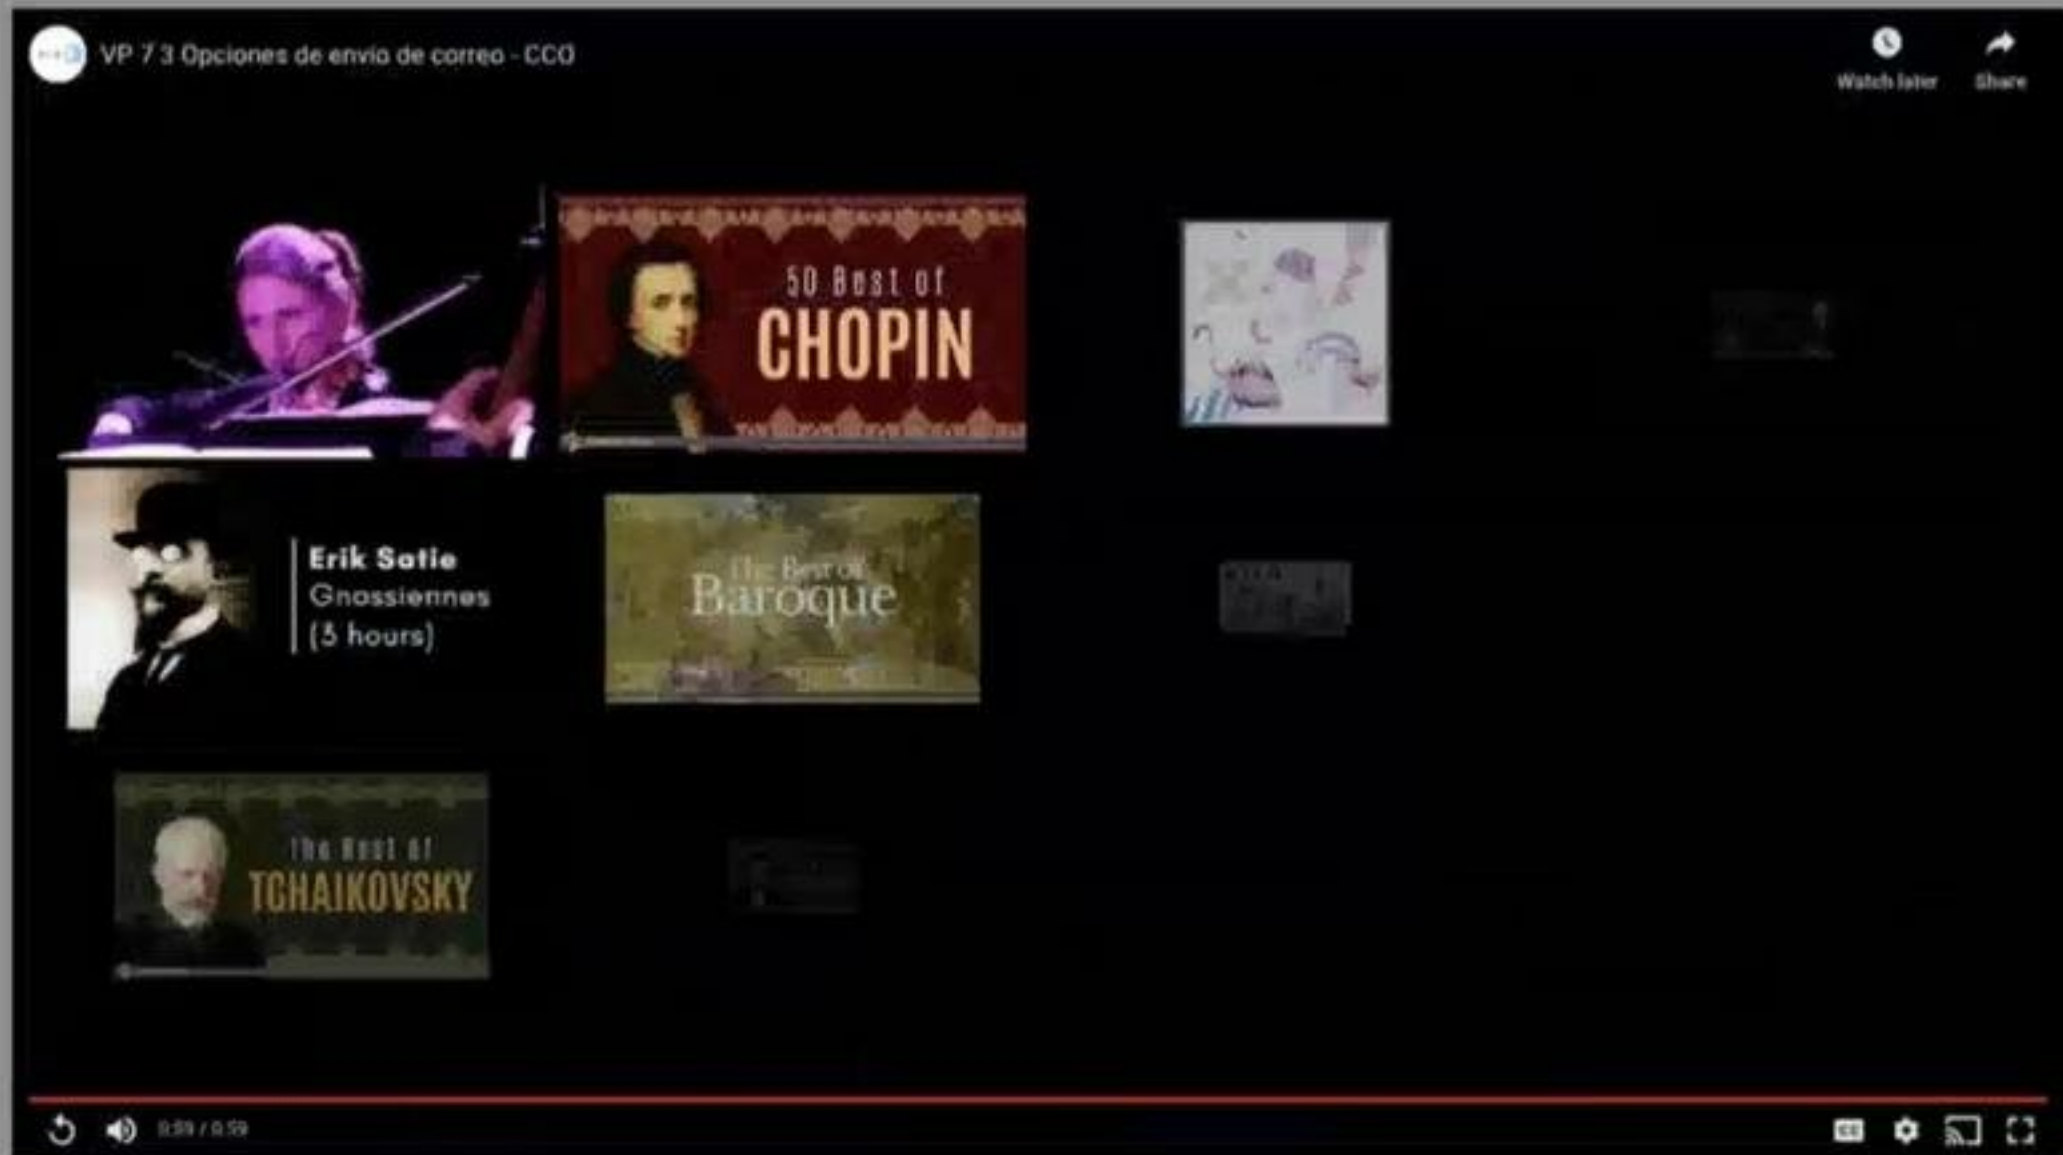 VP 7 3 Opciones de envío de correo - CCO
Watch later
Share
50 Best of
CHOPIN
Erik Satie
Gnossiennes
(3 hours)
The Best of
Baroque
The Best of
TCHAIKOVSKY
0:59 / 0:59
CC